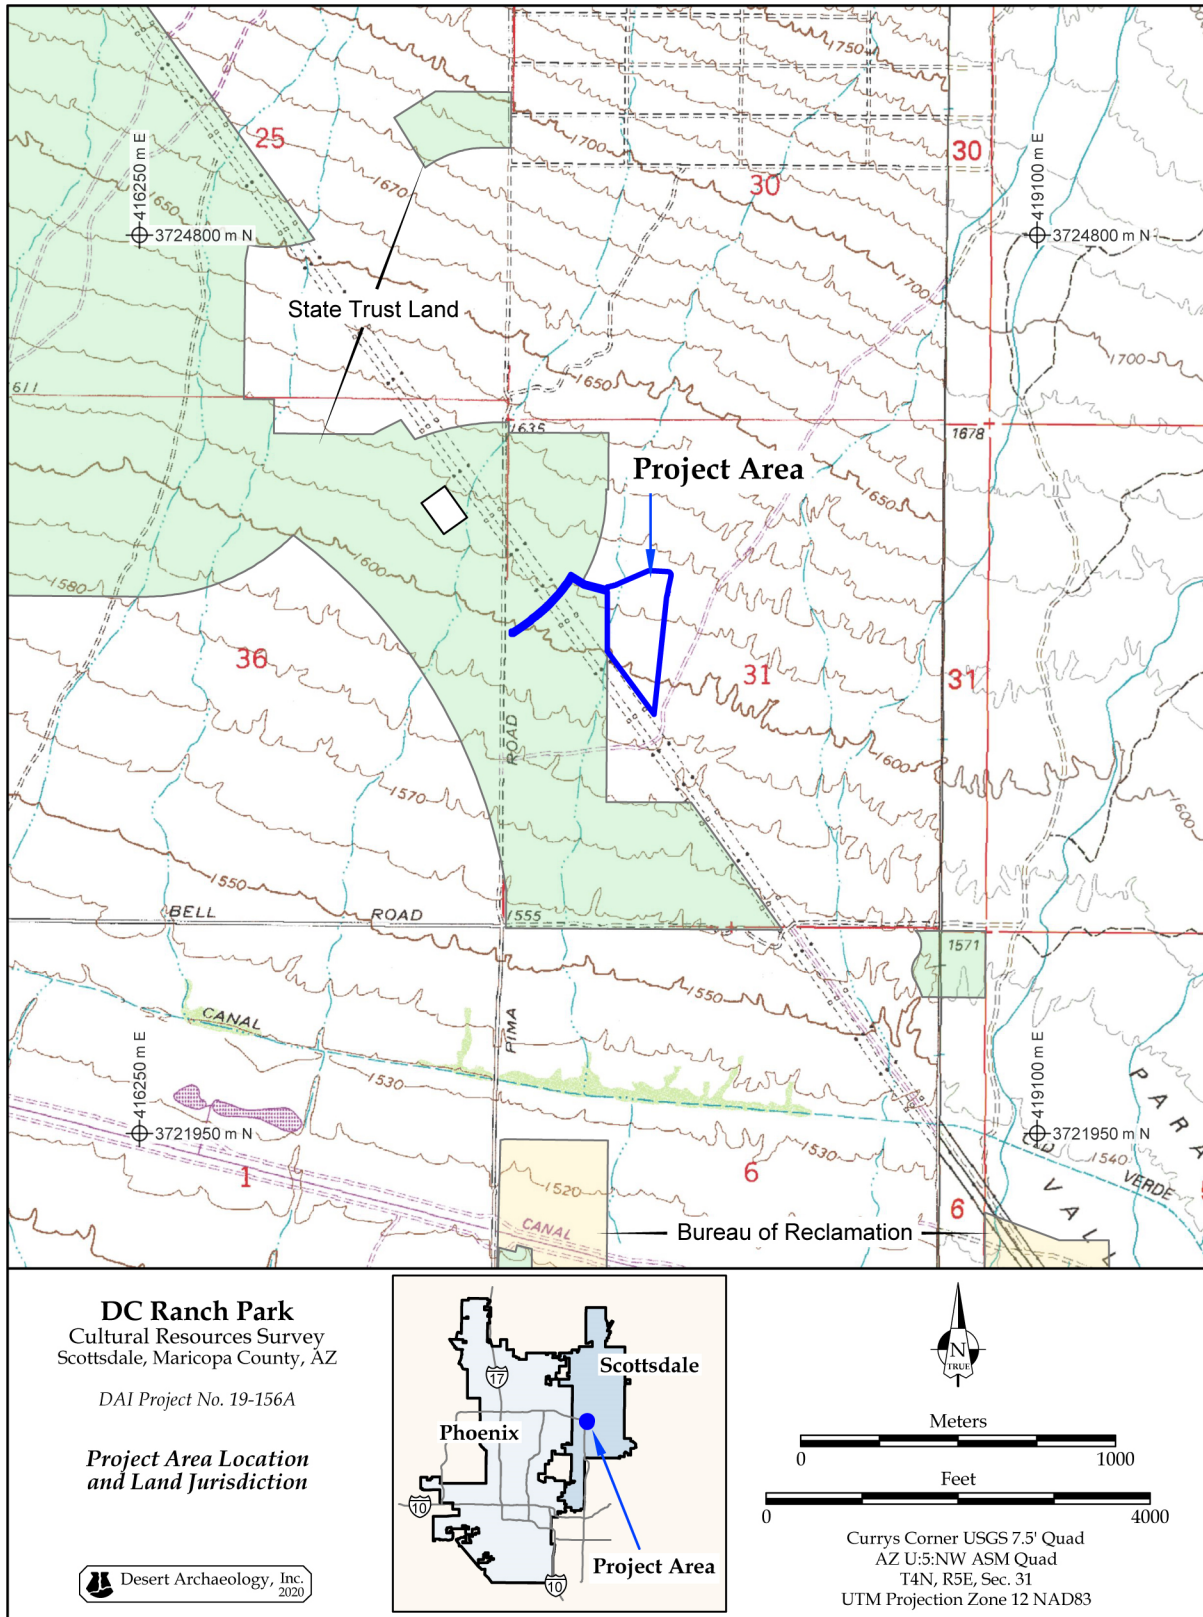 1750
25
1700
30
30
1670
416250 m E
1650
3724800 m N
419100 m E
3724800 m N
State Trust Land
1700
1700
1611
1650
1635
1678
Project Area
1650
1600
1580
36
31
31
ROAD
1600
1570
1600
1550
BELL ROAD
1555
1571
1550
CANAL
PIMA
416250 m E
1530
419100 m E
3721950 m N
3721950 m N
1530
1540
VERDE
PARA
1
6
1520
6
VALL
CANAL
Bureau of Reclamation
DC Ranch Park
Cultural Resources Survey
Scottsdale, Maricopa County, AZ
DAI Project No. 19-156A
Project Area Location
and Land Jurisdiction
Desert Archaeology, Inc.
2020
17
Scottsdale
Phoenix
10
Project Area
10
N
TRUE
Meters
0 1000
Feet
0 4000
Currys Corner USGS 7.5' Quad
AZ U:5:NW ASM Quad
T4N, R5E, Sec. 31
UTM Projection Zone 12 NAD83